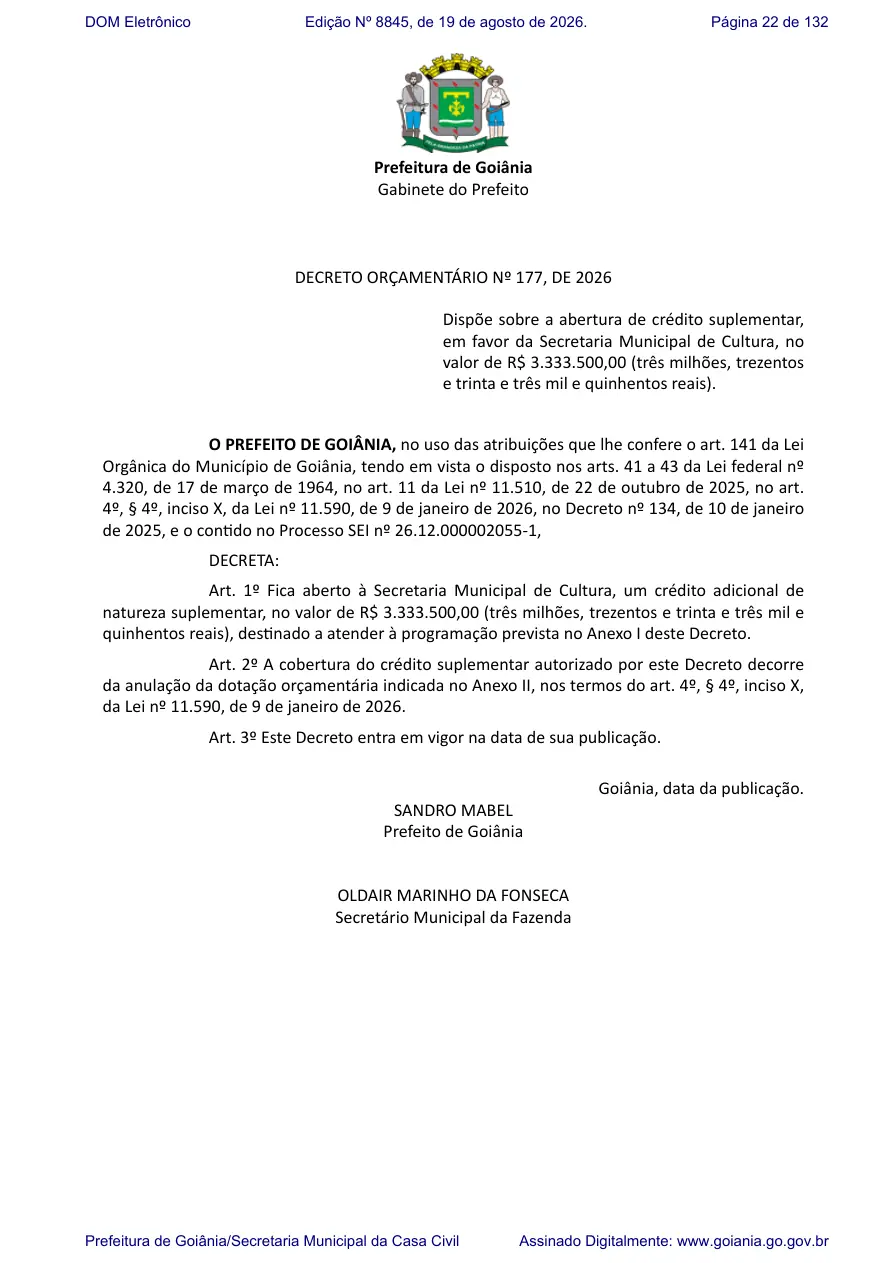 DOM Eletrônico Edição Nº 8845, de 19 de agosto de 2026. Página 22 de 132
PELA GRANDEZA DA PÁTRIA
Prefeitura de Goiânia
Gabinete do Prefeito
DECRETO ORÇAMENTÁRIO Nº 177, DE 2026
Dispõe sobre a abertura de crédito suplementar,
em favor da Secretaria Municipal de Cultura, no
valor de R$ 3.333.500,00 (três milhões, trezentos
e trinta e três mil e quinhentos reais).
O PREFEITO DE GOIÂNIA, no uso das atribuições que lhe confere o art. 141 da Lei
Orgânica do Município de Goiânia, tendo em vista o disposto nos arts. 41 a 43 da Lei federal nº
4.320, de 17 de março de 1964, no art. 11 da Lei nº 11.510, de 22 de outubro de 2025, no art.
4º, § 4º, inciso X, da Lei nº 11.590, de 9 de janeiro de 2026, no Decreto nº 134, de 10 de janeiro
de 2025, e o contido no Processo SEI nº 26.12.000002055-1,
DECRETA:
Art. 1º Fica aberto à Secretaria Municipal de Cultura, um crédito adicional de
natureza suplementar, no valor de R$ 3.333.500,00 (três milhões, trezentos e trinta e três mil e
quinhentos reais), destinado a atender à programação prevista no Anexo I deste Decreto.
Art. 2º A cobertura do crédito suplementar autorizado por este Decreto decorre
da anulação da dotação orçamentária indicada no Anexo II, nos termos do art. 4º, § 4º, inciso X,
da Lei nº 11.590, de 9 de janeiro de 2026.
Art. 3º Este Decreto entra em vigor na data de sua publicação.
Goiânia, data da publicação.
SANDRO MABEL
Prefeito de Goiânia
OLDAIR MARINHO DA FONSECA
Secretário Municipal da Fazenda
Prefeitura de Goiânia/Secretaria Municipal da Casa Civil Assinado Digitalmente: www.goiania.go.gov.br